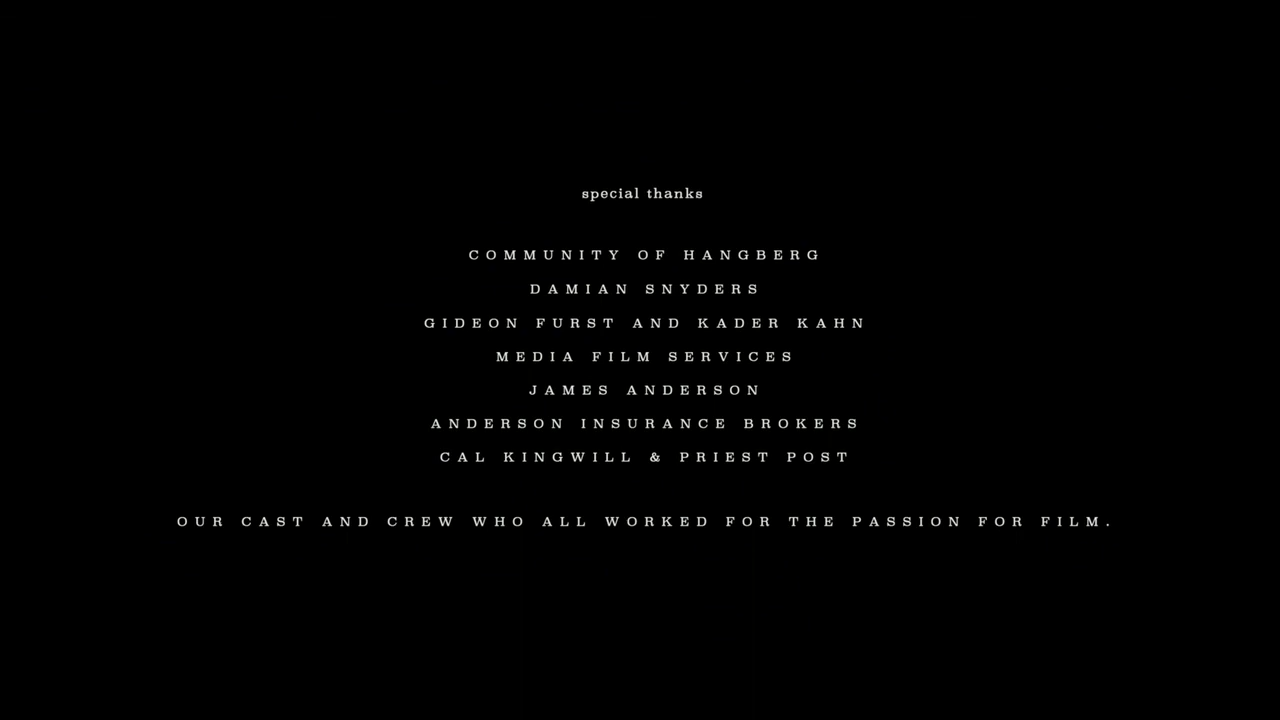 special thanks
COMMUNITY OF HANGBERG
DAMIAN SNYDERS
GIDEON FURST AND KADER KAHN
MEDIA FILM SERVICES
JAMES ANDERSON
ANDERSON INSURANCE BROKERS
CAL KINGWILL & PRIEST POST
OUR CAST AND CREW WHO ALL WORKED FOR THE PASSION FOR FILM.